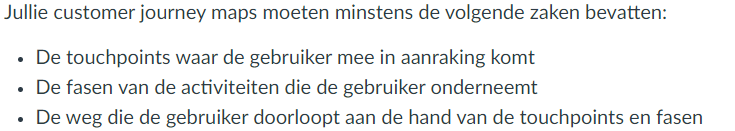 Jullie customer journey maps moeten minstens de volgende zaken bevatten:
• De touchpoints waar de gebruiker mee in aanraking komt
• De fasen van de activiteiten die de gebruiker onderneemt
• De weg die de gebruiker doorloopt aan de hand van de touchpoints en fasen